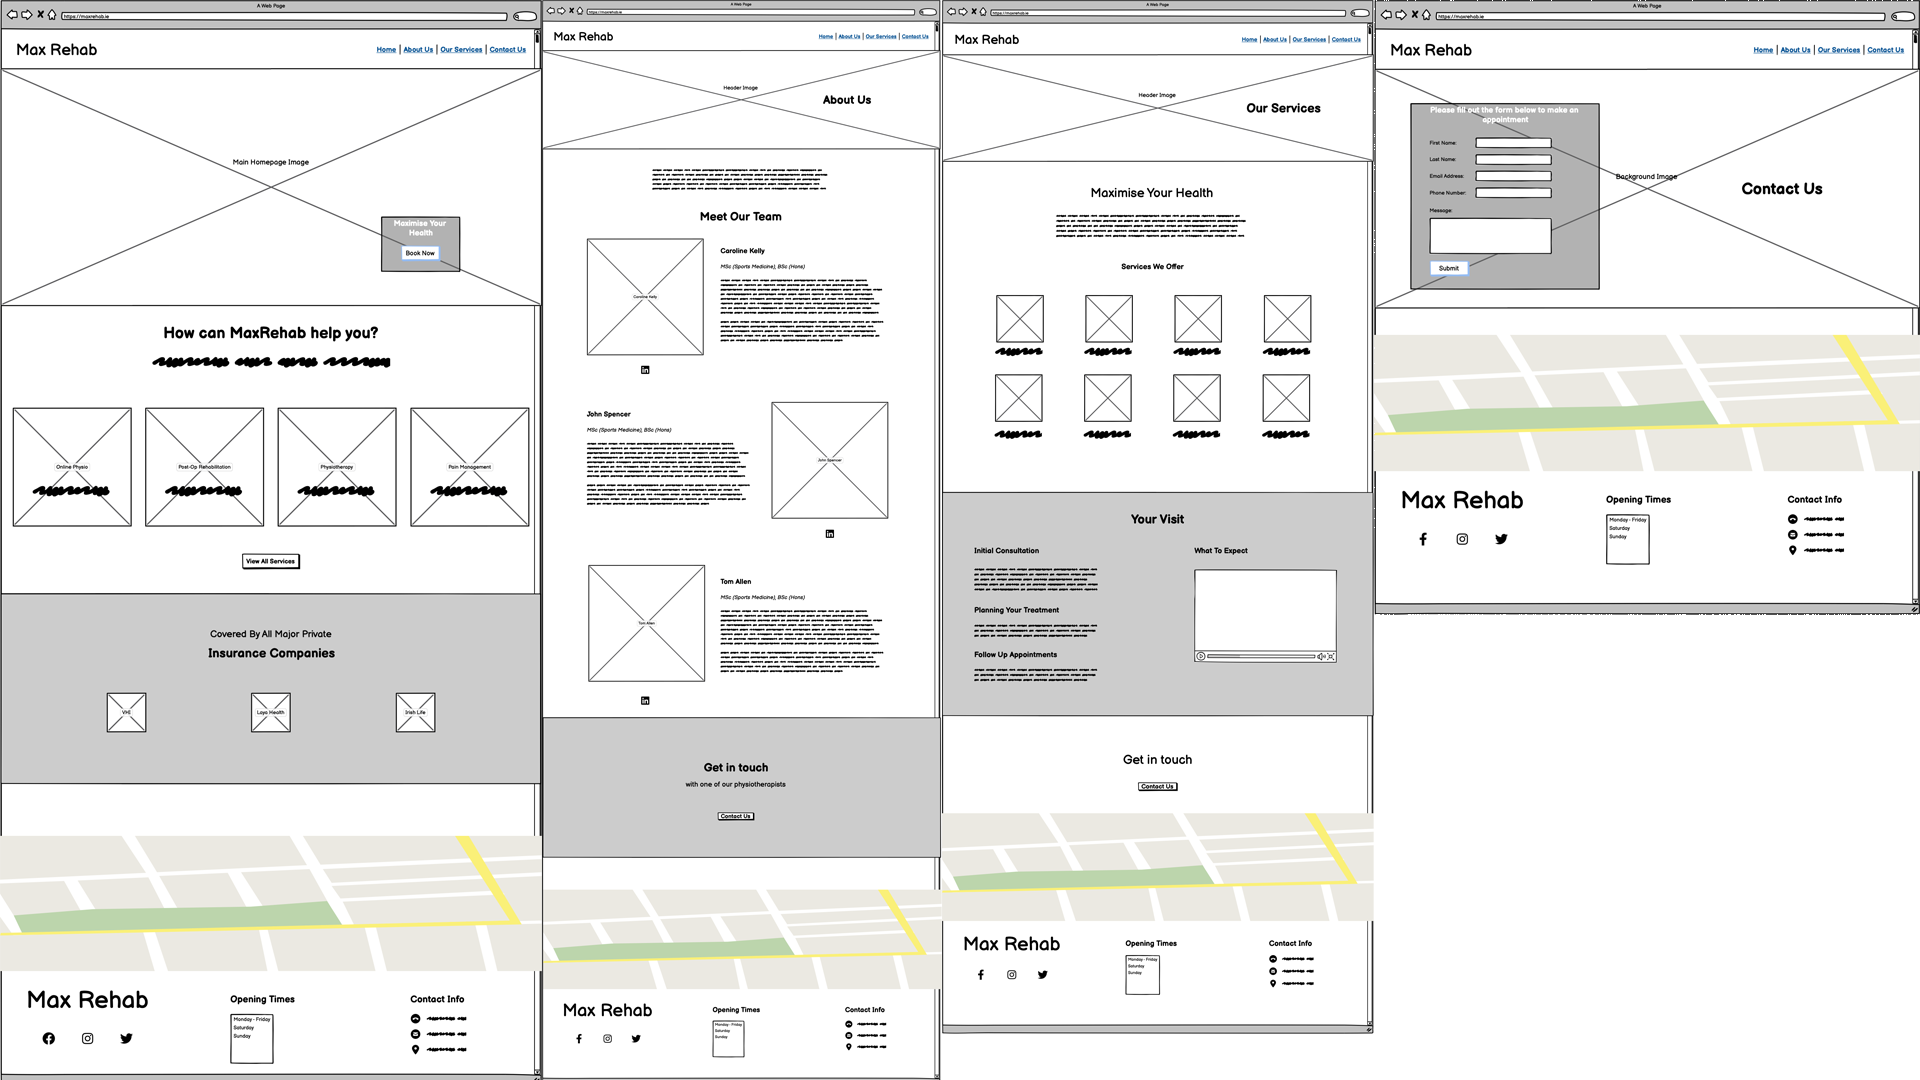 A Web Page
https://maxrehab.ie
Max Rehab
Home | About Us | Our Services | Contact Us
Main Homepage Image
Maximise Your
Health
Book Now
How can MaxRehab help you?
Online Physio
Post-Op Rehabilitation
Physiotherapy
Pain Management
View All Services
Covered By All Major Private
Insurance Companies
VHI
Laya Health
Irish Life
Max Rehab
Opening Times
Monday - Friday
Saturday
Sunday
Contact Info
A Web Page
https://maxrehab.ie
Max Rehab
Home | About Us | Our Services | Contact Us
Header Image
About Us
Meet Our Team
Caroline Kelly
Caroline Kelly
MSc (Sports Medicine), BSc (Hons)
John Spencer
MSc (Sports Medicine), BSc (Hons)
John Spencer
Tom Allen
Tom Allen
MSc (Sports Medicine), BSc (Hons)
Get in touch
with one of our physiotherapists
Contact Us
Max Rehab
Opening Times
Monday - Friday
Saturday
Sunday
Contact Info
A Web Page
https://maxrehab.ie
Max Rehab
Home | About Us | Our Services | Contact Us
Header Image
Our Services
Maximise Your Health
Services We Offer
Your Visit
Initial Consultation
What To Expect
Planning Your Treatment
Follow Up Appointments
Get in touch
Contact Us
Max Rehab
Opening Times
Monday - Friday
Saturday
Sunday
Contact Info
A Web Page
https://maxrehab.ie
Max Rehab
Home | About Us | Our Services | Contact Us
Please fill out the form below to make an
appointment
First Name:
Last Name:
Email Address:
Phone Number:
Message:
Submit
Background Image
Contact Us
Max Rehab
Opening Times
Monday - Friday
Saturday
Sunday
Contact Info